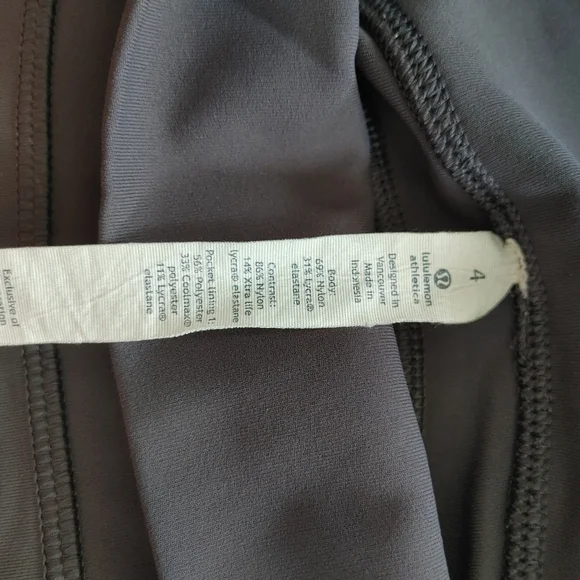 4
lululemon
athletica
Designed in
Vancouver
Made in
Indonesia
Body:
69% Nylon
31% Lycra®
elastane
Contrast:
86% Nylon
14% Xtra life
lycra® elastane
Pocket lining 1:
56% Polyester
33% Coolmax®
polyester
11% Lycra®
elastane
Exclusive of